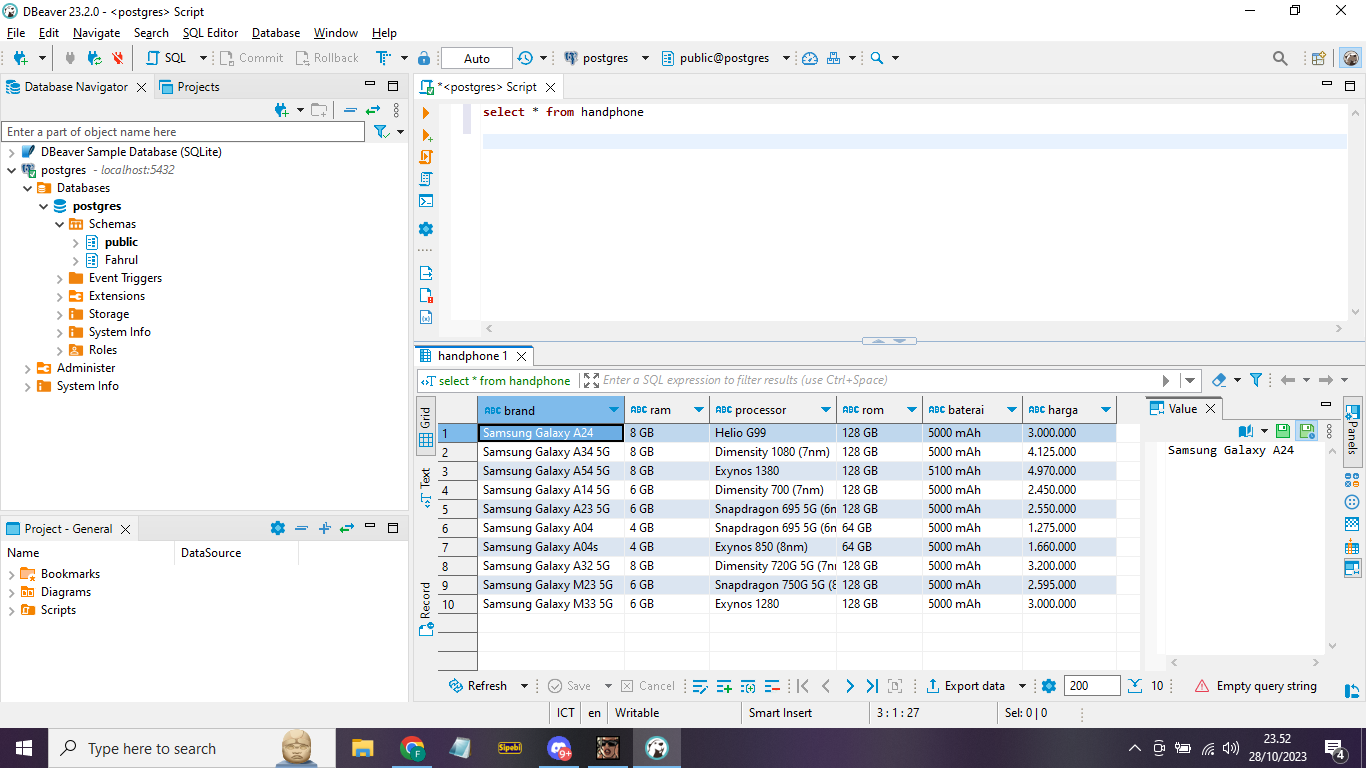 DBeaver 23.2.0 - <postgres> Script
File Edit Navigate Search SQL Editor Database Window Help
SQL Commit Rollback Auto postgres public@postgres
Database Navigator Projects
Enter a part of object name here
DBeaver Sample Database (SQLite)
postgres - localhost:5432
Databases
postgres
Schemas
public
Fahrul
Event Triggers
Extensions
Storage
System Info
Roles
Administer
System Info
Project - General
Name DataSource
Bookmarks
Diagrams
Scripts
*<postgres> Script
select * from handphone
handphone 1
select * from handphone Enter a SQL expression to filter results (use Ctrl+Space)
Grid
Text
Record
ABC brand ABC ram ABC processor ABC rom ABC baterai ABC harga
1 Samsung Galaxy A24 8 GB Helio G99 128 GB 5000 mAh 3.000.000
2 Samsung Galaxy A34 5G 8 GB Dimensity 1080 (7nm) 128 GB 5000 mAh 4.125.000
3 Samsung Galaxy A54 5G 8 GB Exynos 1380 128 GB 5100 mAh 4.970.000
4 Samsung Galaxy A14 5G 6 GB Dimensity 700 (7nm) 128 GB 5000 mAh 2.450.000
5 Samsung Galaxy A23 5G 6 GB Snapdragon 695 5G (6n 128 GB 5000 mAh 2.550.000
6 Samsung Galaxy A04 4 GB Snapdragon 695 5G (6n 64 GB 5000 mAh 1.275.000
7 Samsung Galaxy A04s 4 GB Exynos 850 (8nm) 64 GB 5000 mAh 1.660.000
8 Samsung Galaxy A32 5G 8 GB Dimensity 720G 5G (7n 128 GB 5000 mAh 3.200.000
9 Samsung Galaxy M23 5G 6 GB Snapdragon 750G 5G (8 128 GB 5000 mAh 2.595.000
10 Samsung Galaxy M33 5G 6 GB Exynos 1280 128 GB 5000 mAh 3.000.000
Value
Samsung Galaxy A24
Panels
Refresh Save Cancel Export data 200 10 Empty query string
ICT en Writable Smart Insert 3 : 1 : 27 Sel: 0 | 0
Type here to search
Sipebi
9+
23.52
28/10/2023
4